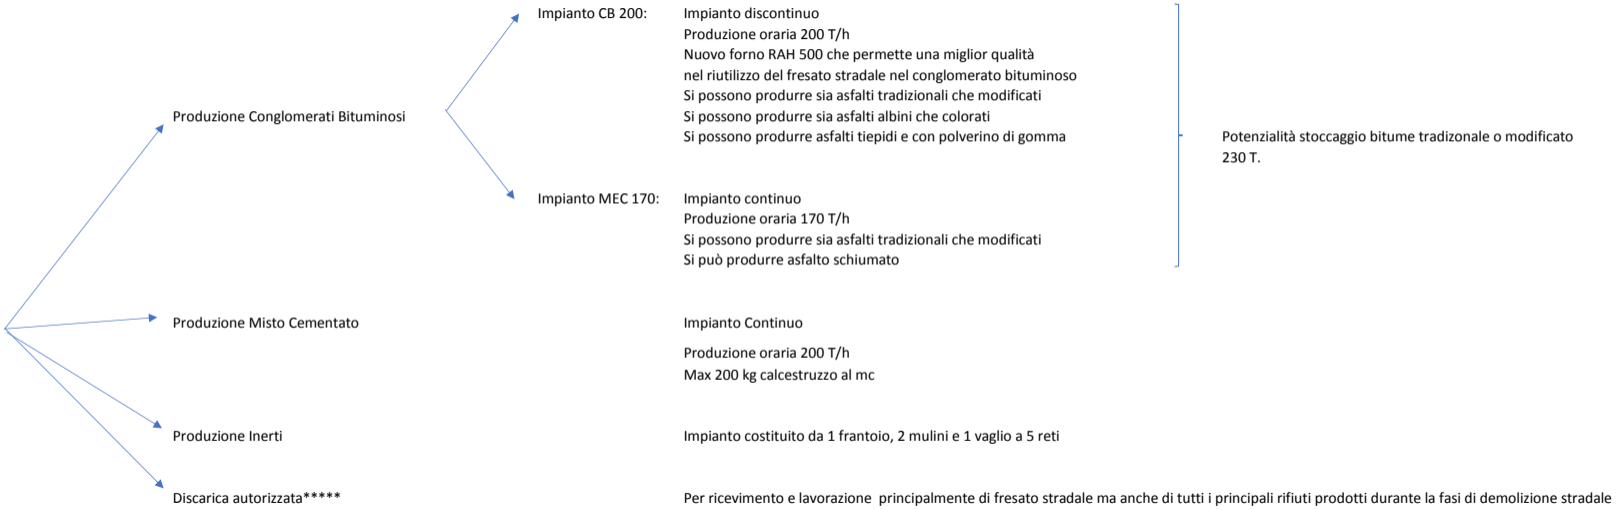 Impianto CB 200:
Impianto discontinuo
Produzione oraria 200 T/h
Nuovo forno RAH 500 che permette una miglior qualità
nel riutilizzo del fresato stradale nel conglomerato bituminoso
Si possono produrre sia asfalti tradizionali che modificati
Si possono produrre sia asfalti albini che colorati
Si possono produrre asfalti tiepidi e con polverino di gomma
Produzione Conglomerati Bituminosi
Potenzialità stoccaggio bitume tradizonale o modificato
230 T.
Impianto MEC 170:
Impianto continuo
Produzione oraria 170 T/h
Si possono produrre sia asfalti tradizionali che modificati
Si può produrre asfalto schiumato
Produzione Misto Cementato
Impianto Continuo
Produzione oraria 200 T/h
Max 200 kg calcestruzzo al mc
Produzione Inerti
Impianto costituito da 1 frantoio, 2 mulini e 1 vaglio a 5 reti
Discarica autorizzata*****
Per ricevimento e lavorazione  principalmente di fresato stradale ma anche di tutti i principali rifiuti prodotti durante la fasi di demolizione stradale